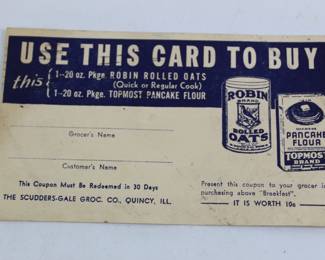 USE THIS CARD TO BUY
this { 1-20 oz. Pkge. ROBIN ROLLED OATS
(Quick or Regular Cook)
1-20 oz. Pkge. TOPMOST PANCAKE FLOUR
Grocer's Name
Customer's Name
This Coupon Must Be Redeemed in 30 Days
THE SCUDDERS-GALE GROC. CO., QUINCY, ILL.
ROBIN
BRAND
ROLLED
OATS
PANCAKE
FLOUR
TOPMOST
BRAND
Present this coupon to your grocer
purchasing above "Breakfast".
IT IS WORTH 10¢